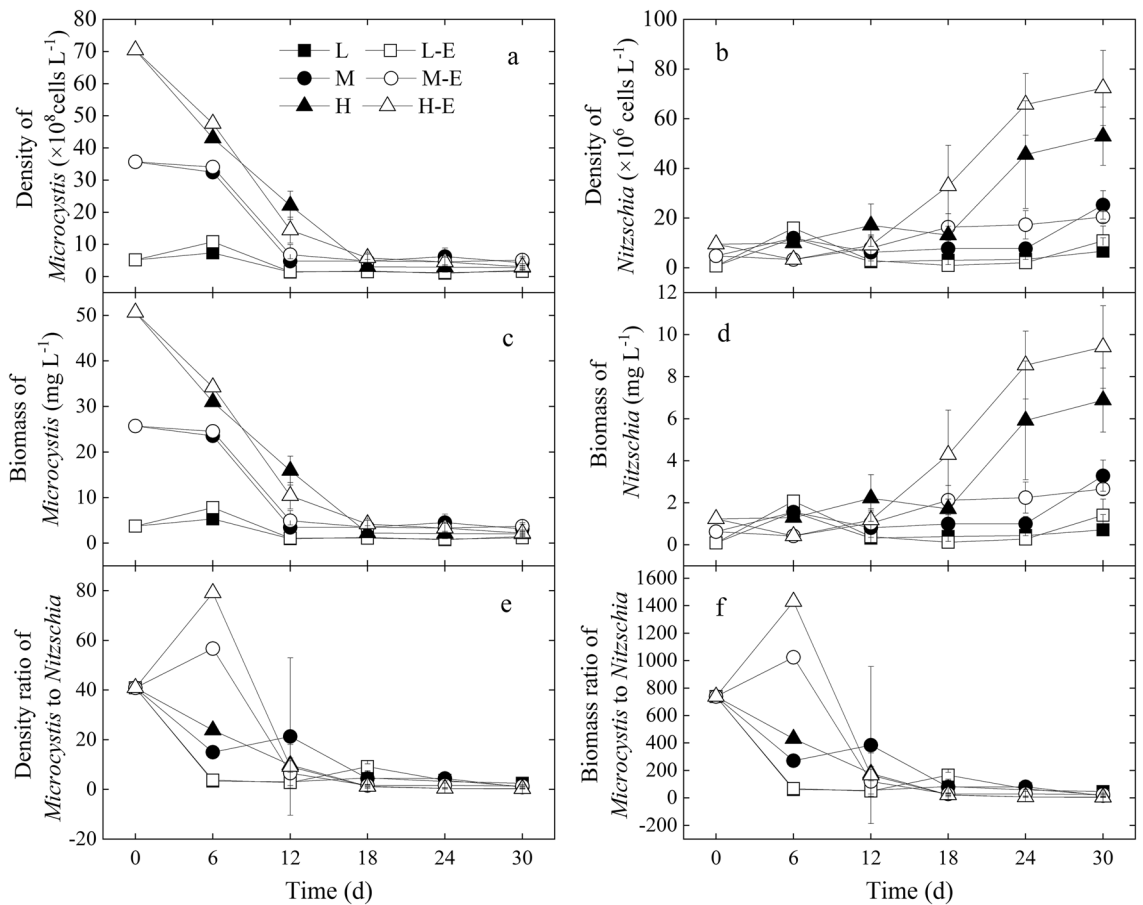 80
70
60
50
40
30
20
10
0
Density of
Microcystis (×10⁸cells L⁻¹)
a
L
L-E
M
M-E
H
H-E
100
80
60
40
20
0
Density of
Nitzschia (×10⁶ cells L⁻¹)
b
50
40
30
20
10
0
Biomass of
Microcystis (mg L⁻¹)
c
12
10
8
6
4
2
0
Biomass of
Nitzschia (mg L⁻¹)
d
80
60
40
20
0
-20
Density ratio of
Microcystis to Nitzschia
e
0 6 12 18 24 30
Time (d)
1600
1400
1200
1000
800
600
400
200
0
-200
Biomass ratio of
Microcystis to Nitzschia
f
0 6 12 18 24 30
Time (d)